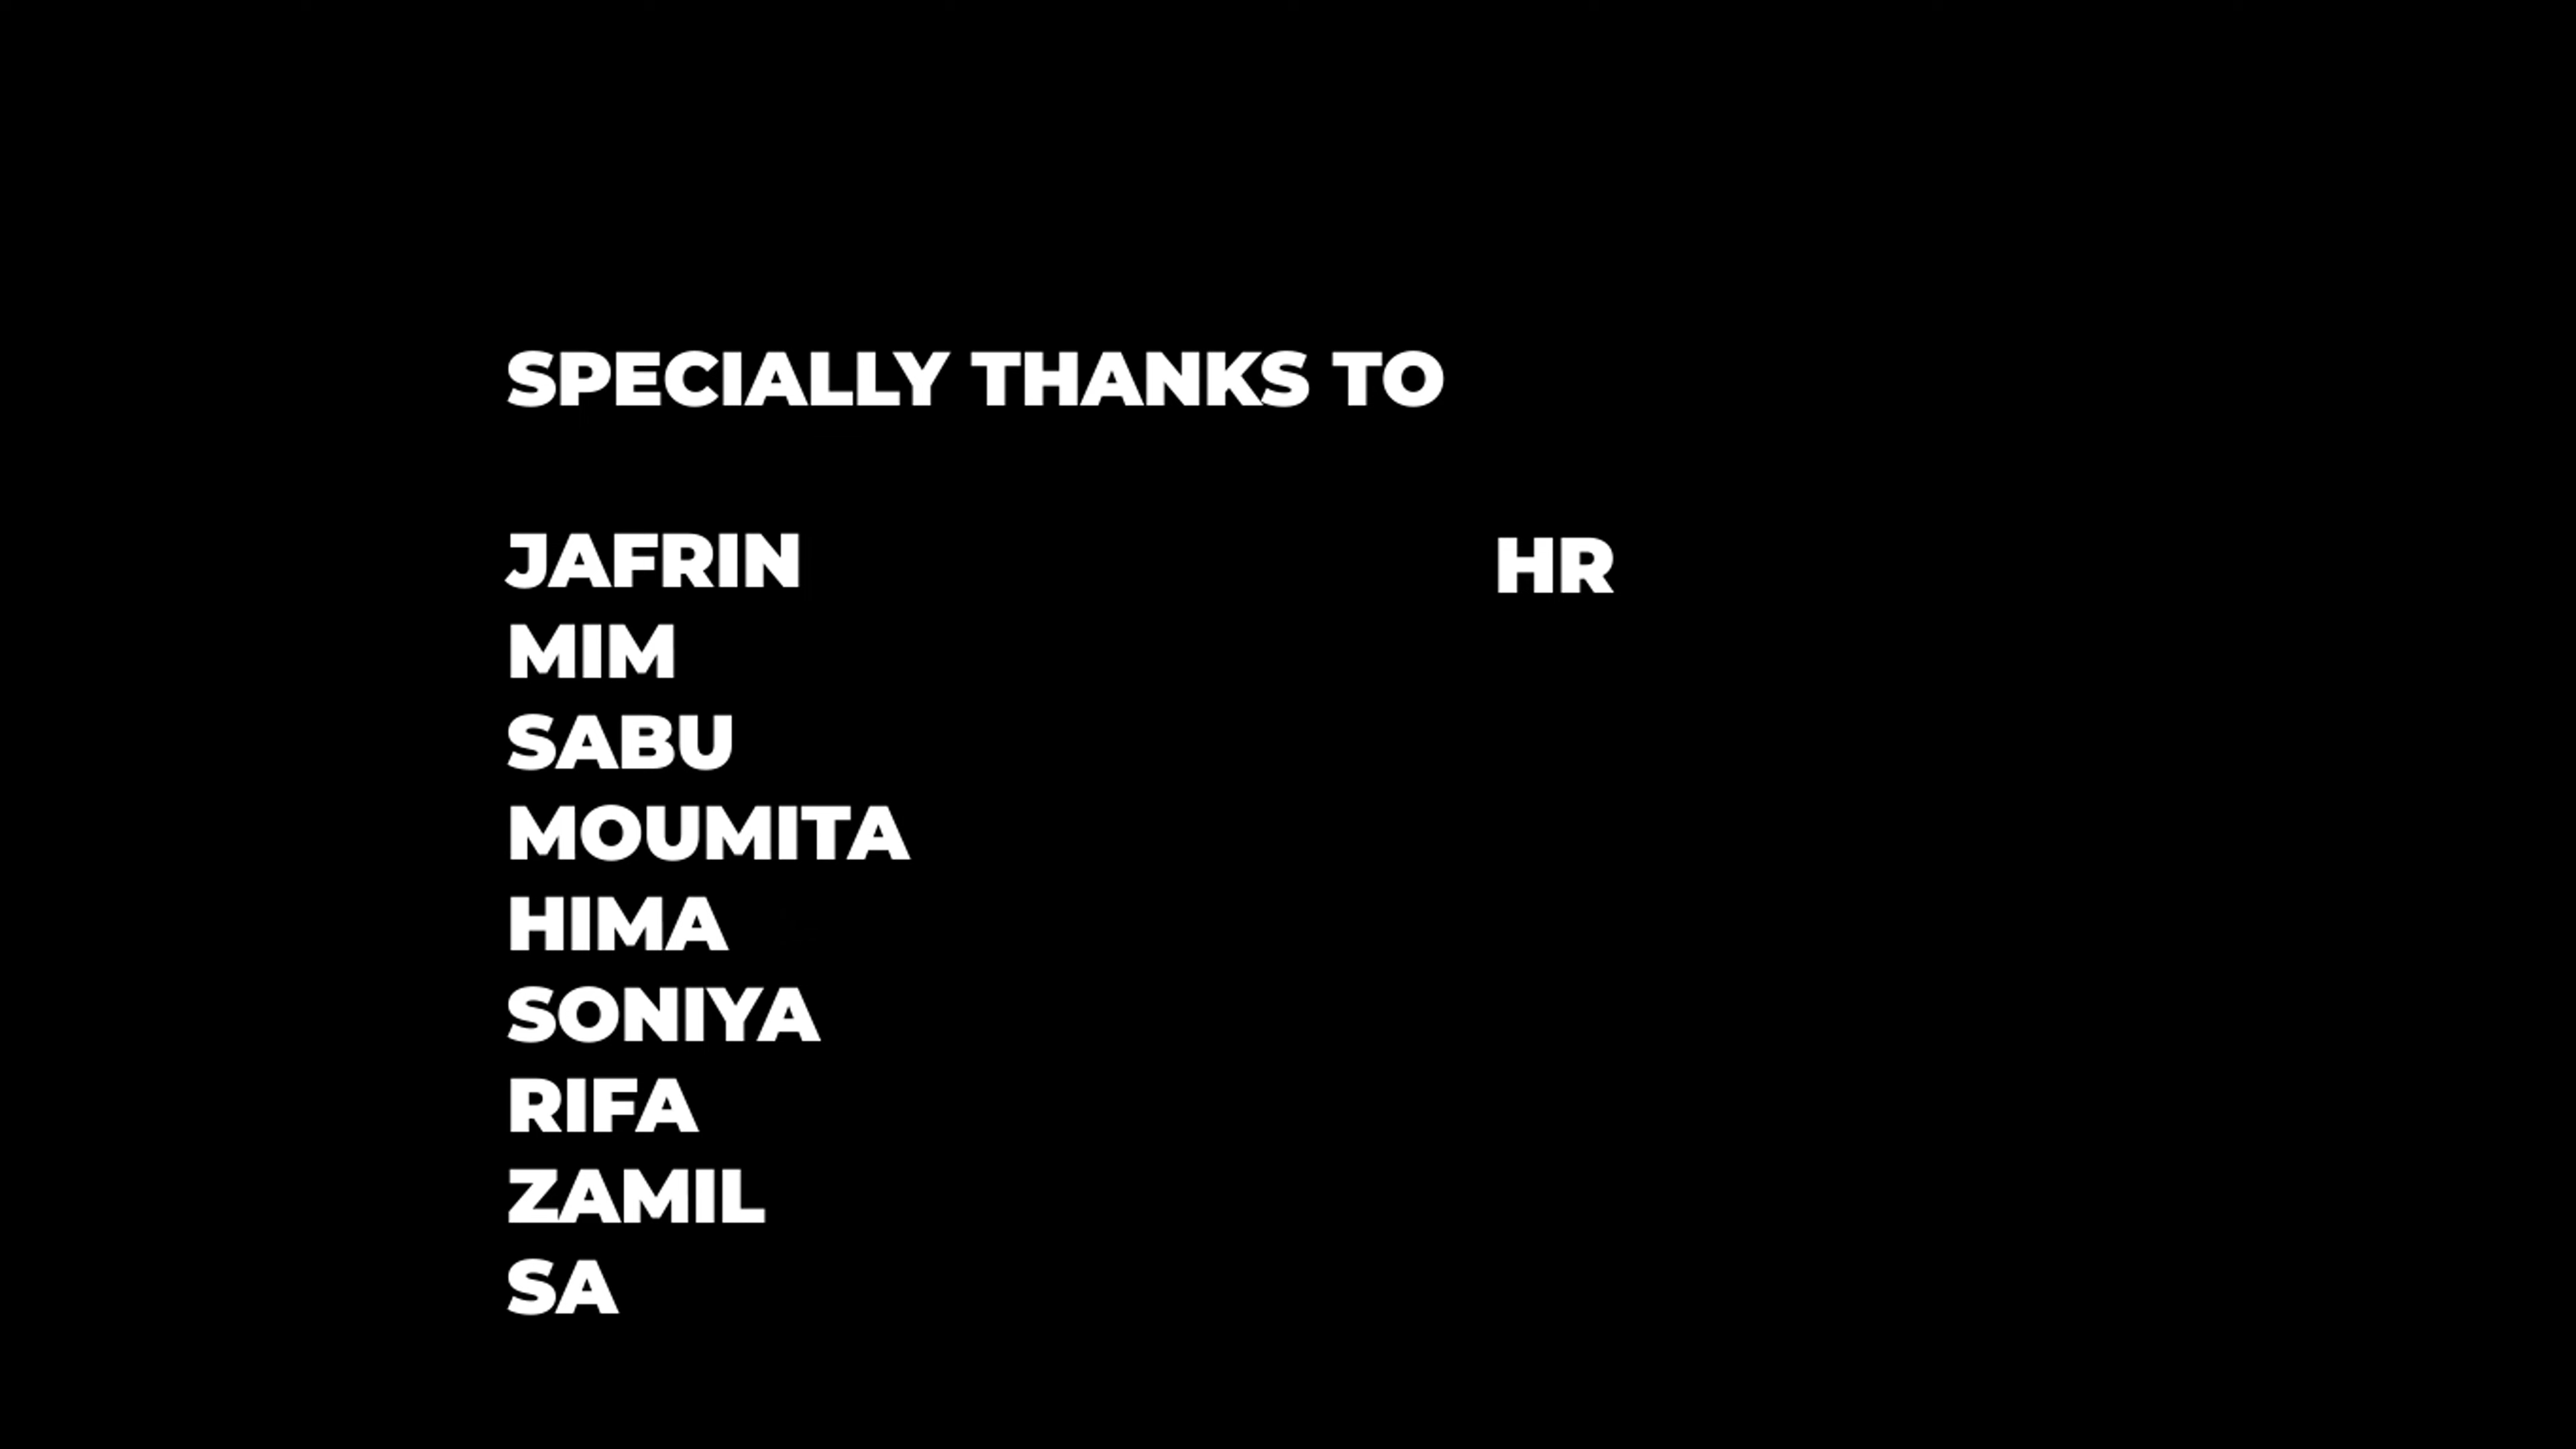 SPECIALLY THANKS TO
JAFRIN
HR
MIM
SABU
MOUMITA
HIMA
SONIYA
RIFA
ZAMIL
SA